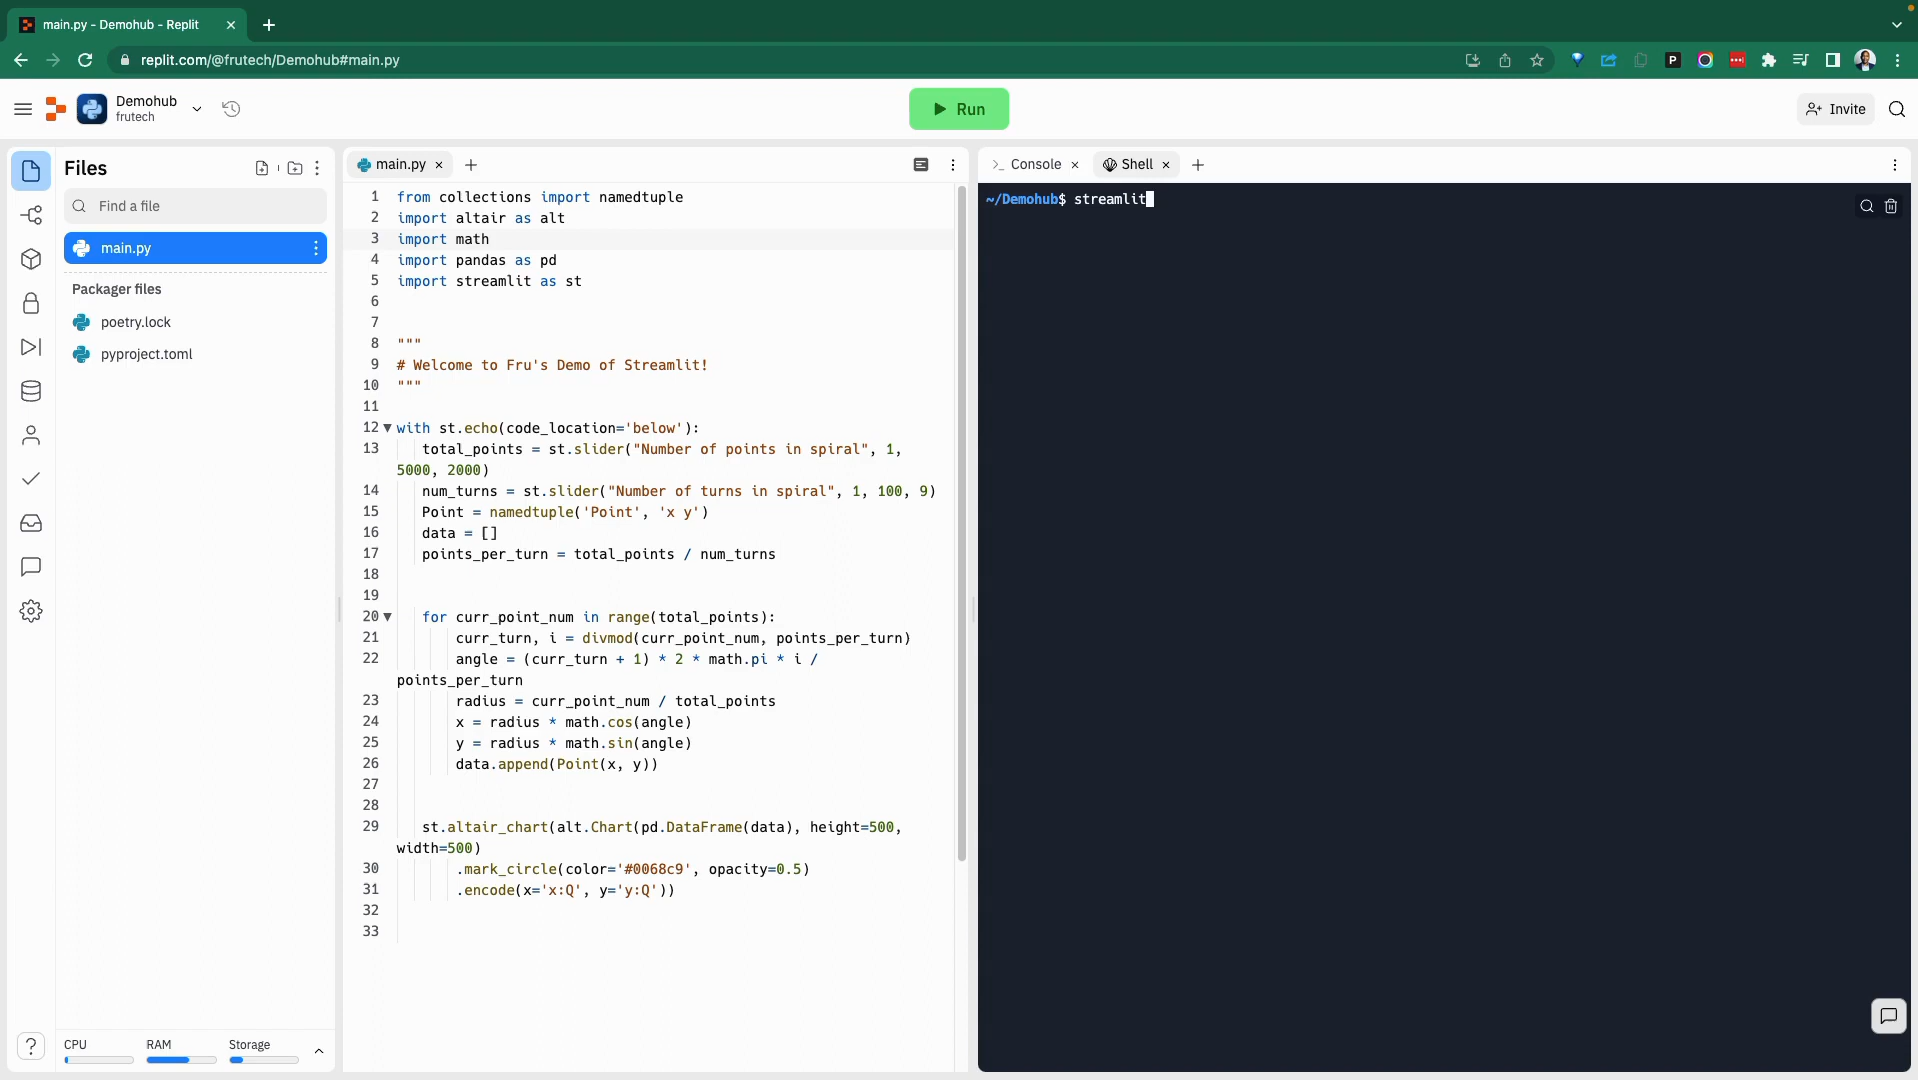 main.py - Demohub - Replit
replit.com/@frutech/Demohub#main.py
P
Demohub
frutech
Run
Invite
Files
Find a file
main.py
Packager files
poetry.lock
pyproject.toml
CPU
RAM
Storage
?
main.py
1 from collections import namedtuple
2 import altair as alt
3 import math
4 import pandas as pd
5 import streamlit as st
6
7
8 """
9 # Welcome to Fru's Demo of Streamlit!
10 """
11
12 with st.echo(code_location='below'):
13 total_points = st.slider("Number of points in spiral", 1,
5000, 2000)
14 num_turns = st.slider("Number of turns in spiral", 1, 100, 9)
15 Point = namedtuple('Point', 'x y')
16 data = []
17 points_per_turn = total_points / num_turns
18
19
20 for curr_point_num in range(total_points):
21 curr_turn, i = divmod(curr_point_num, points_per_turn)
22 angle = (curr_turn + 1) * 2 * math.pi * i /
points_per_turn
23 radius = curr_point_num / total_points
24 x = radius * math.cos(angle)
25 y = radius * math.sin(angle)
26 data.append(Point(x, y))
27
28
29 st.altair_chart(alt.Chart(pd.DataFrame(data), height=500,
width=500)
30 .mark_circle(color='#0068c9', opacity=0.5)
31 .encode(x='x:Q', y='y:Q'))
32
33
Console
Shell
~/Demohub$ streamlit